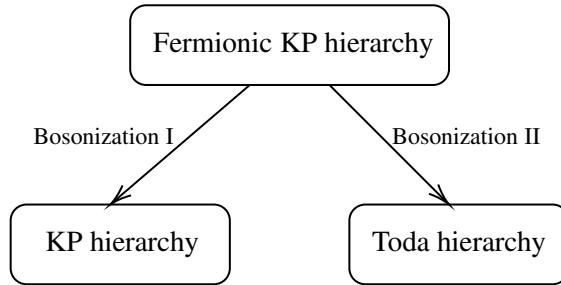 Fermionic KP hierarchy
Bosonization I
Bosonization II
KP hierarchy
Toda hierarchy